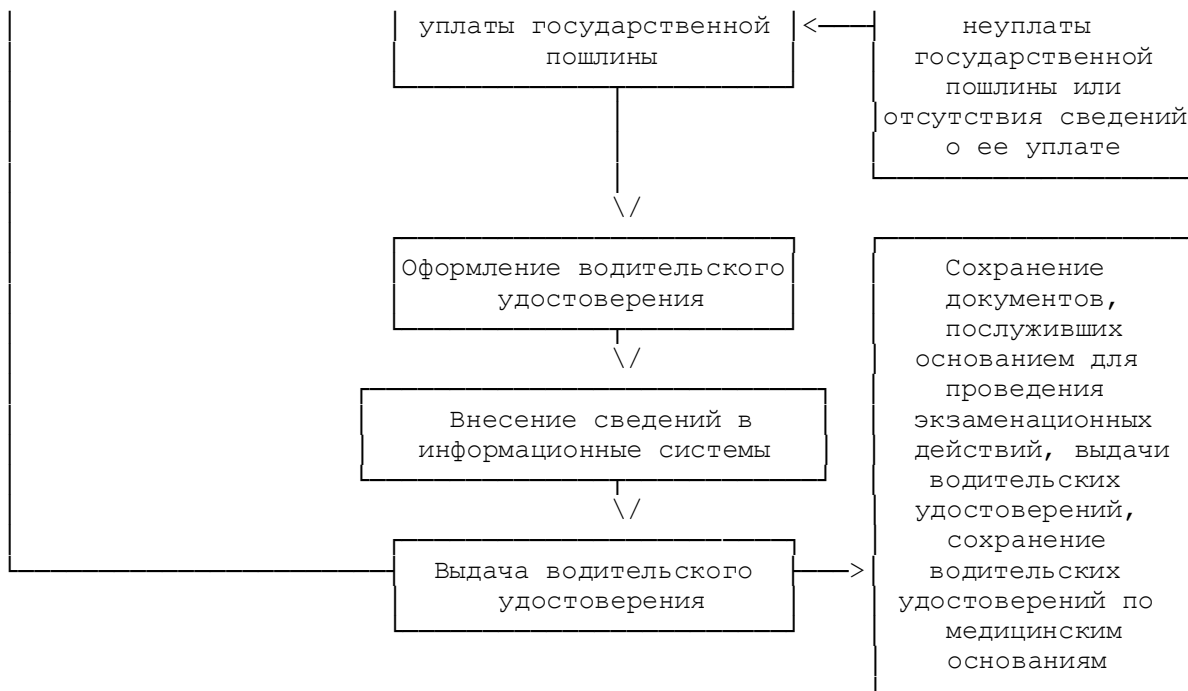 уплаты государственной
пошлины
неуплаты
государственной
пошлины или
отсутствия сведений
о ее уплате
Оформление водительского
удостоверения
Внесение сведений в
информационные системы
Выдача водительского
удостоверения
Сохранение
документов,
послуживших
основанием для
проведения
экзаменационных
действий, выдачи
водительских
удостоверений,
сохранение
водительских
удостоверений по
медицинским
основаниям